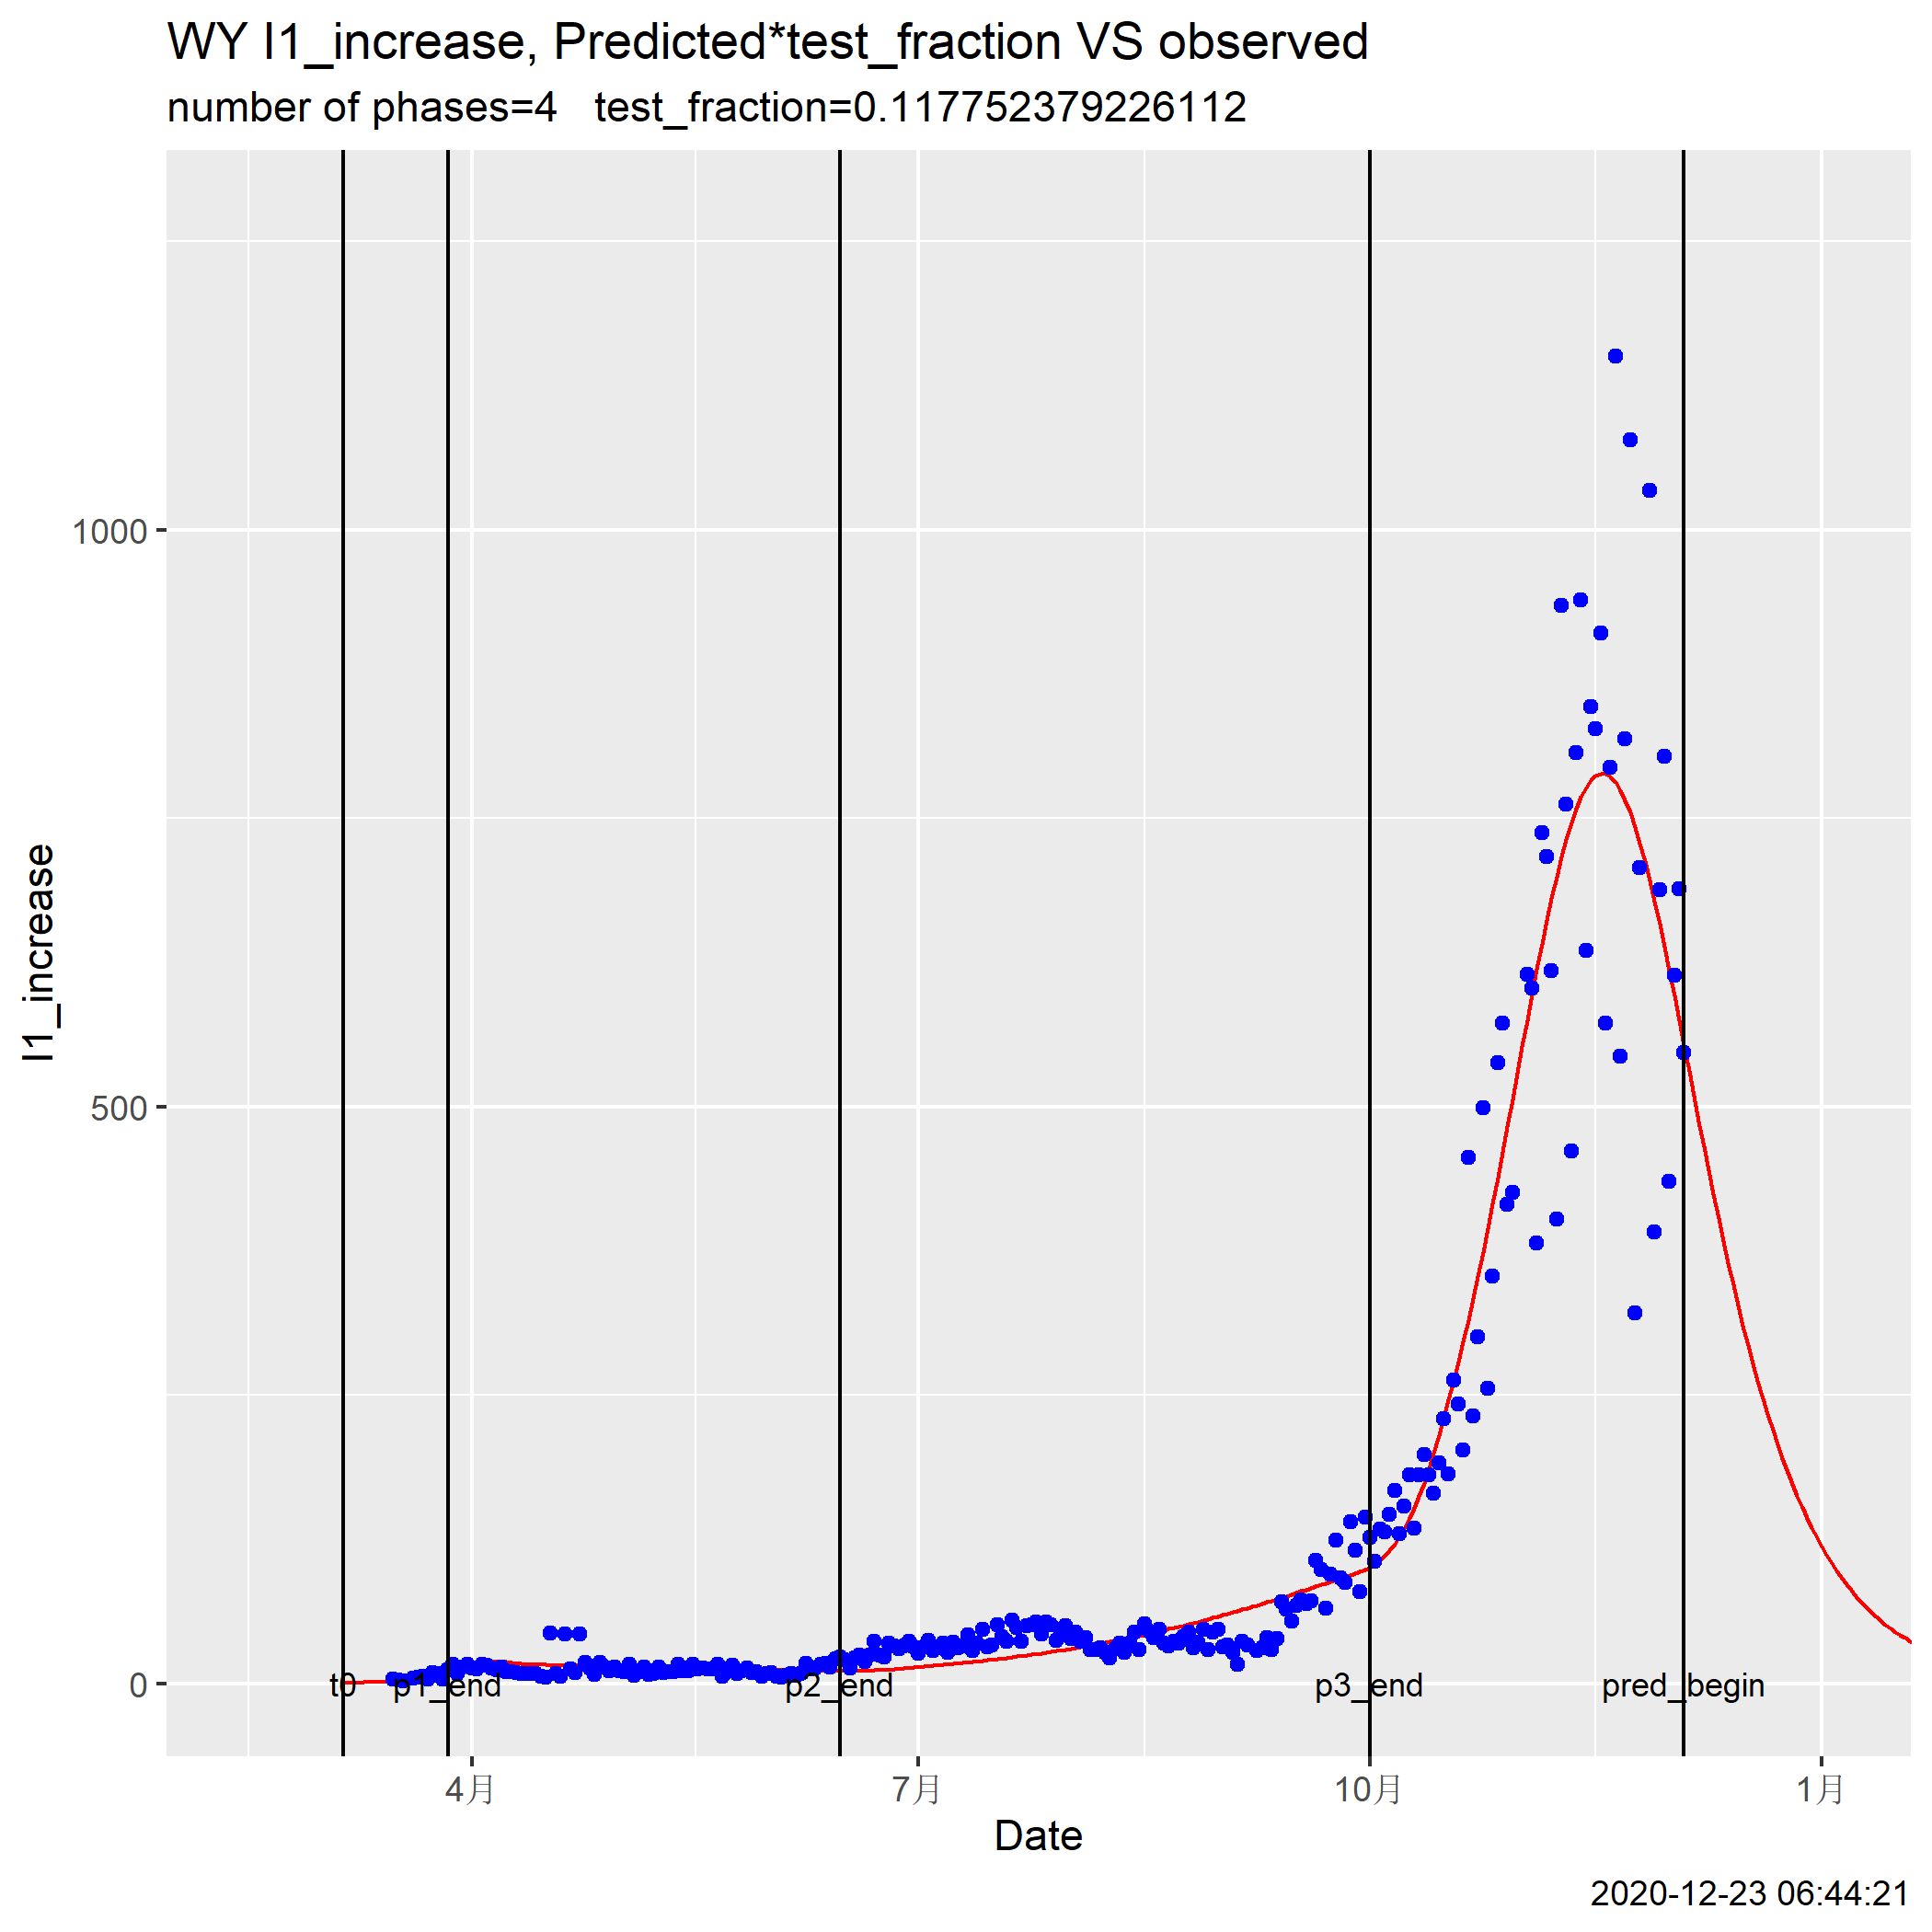 WY I1_increase, Predicted*test_fraction VS observed
number of phases=4 test_fraction=0.117752379226112
1000
500
0
I1_increase
t0 p1_end p2_end p3_end pred_begin
4月 7月 10月 1月
Date
2020-12-23 06:44:21